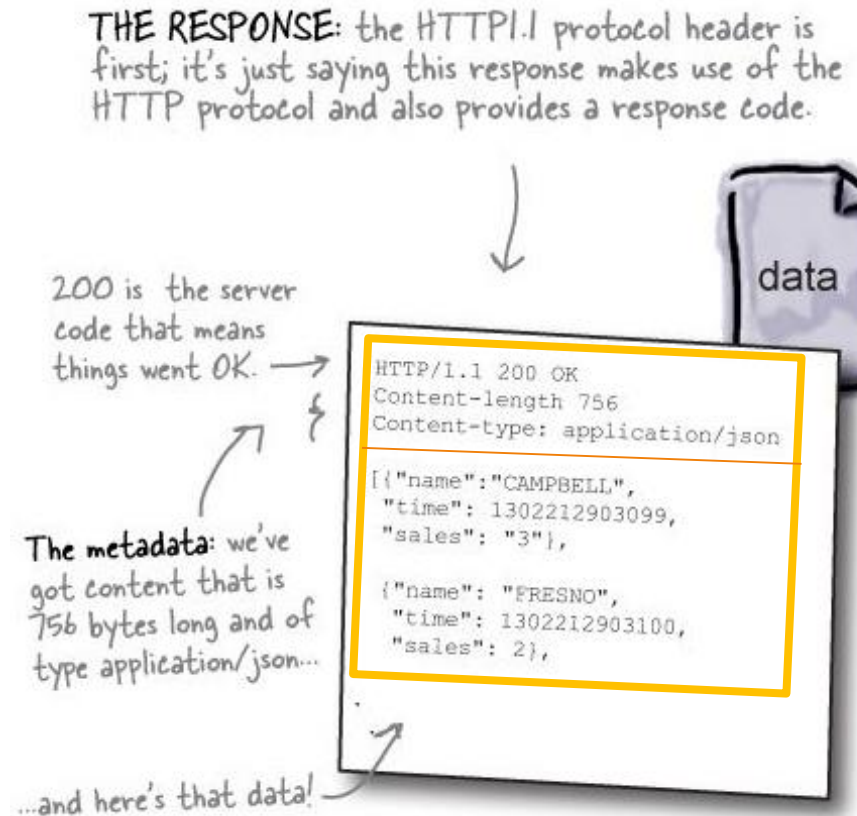 THE RESPONSE: the HTTP1.1 protocol header is
first; it's just saying this response makes use of the
HTTP protocol and also provides a response code.
data
200 is the server
code that means
things went OK.
HTTP/1.1 200 OK
Content-length 756
Content-type: application/json
[{"name":"CAMPBELL",
"time": 1302212903099,
"sales": "3"},
{"name": "FRESNO",
"time": 1302212903100,
"sales": 2},
.
.
The metadata: we've
got content that is
756 bytes long and of
type application/json...
...and here's that data!